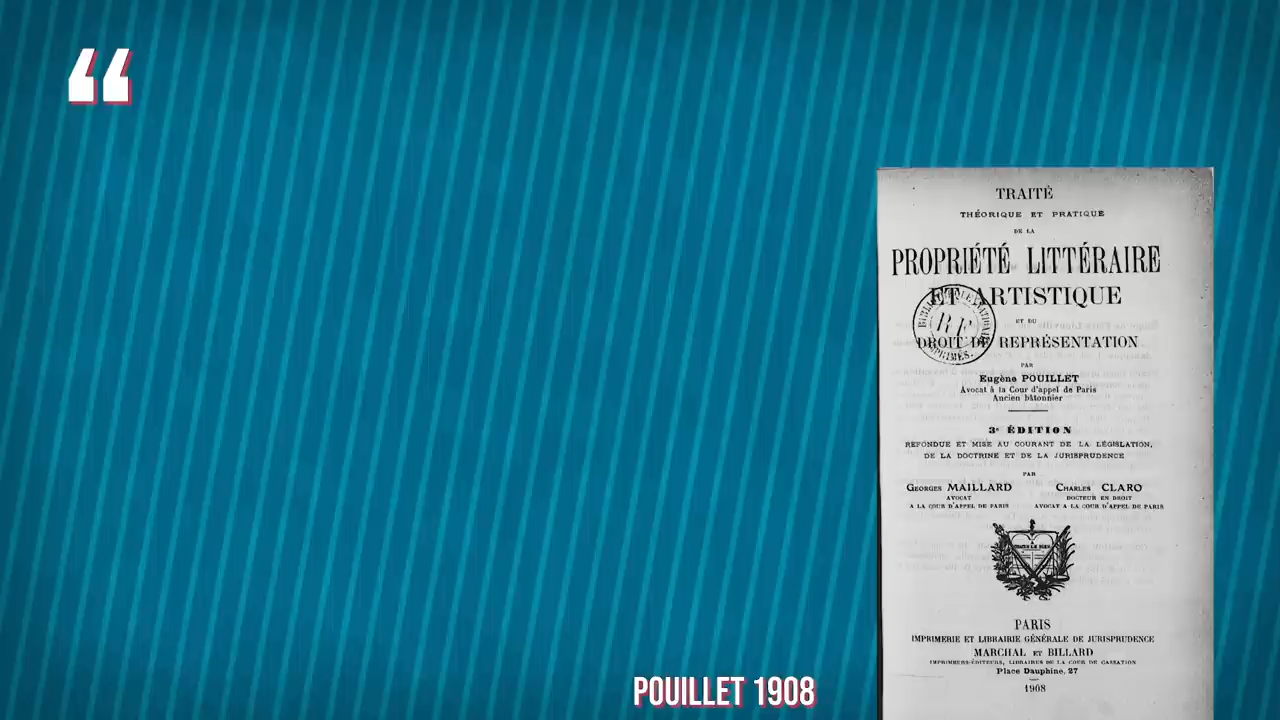 “
TRAITÉ
THÉORIQUE ET PRATIQUE
DE LA
PROPRIÉTÉ LITTÉRAIRE
ET ARTISTIQUE
ET DU
DROIT DE REPRÉSENTATION
PAR
Eugène POUILLET
Avocat à la Cour d'appel de Paris
Ancien bâtonnier
3e ÉDITION
REFONDUE ET MISE AU COURANT DE LA LÉGISLATION,
DE LA DOCTRINE ET DE LA JURISPRUDENCE
PAR
Georges MAILLARD
AVOCAT
A LA COUR D'APPEL DE PARIS
Charles CLARO
DOCTEUR EN DROIT
AVOCAT A LA COUR D'APPEL DE PARIS
PARIS
IMPRIMERIE ET LIBRAIRIE GÉNÉRALE DE JURISPRUDENCE
MARCHAL ET BILLARD
IMPRIMEURS-ÉDITEURS, LIBRAIRES DE LA COUR DE CASSATION
Place Dauphine, 27
1908
R F
POUILLET 1908